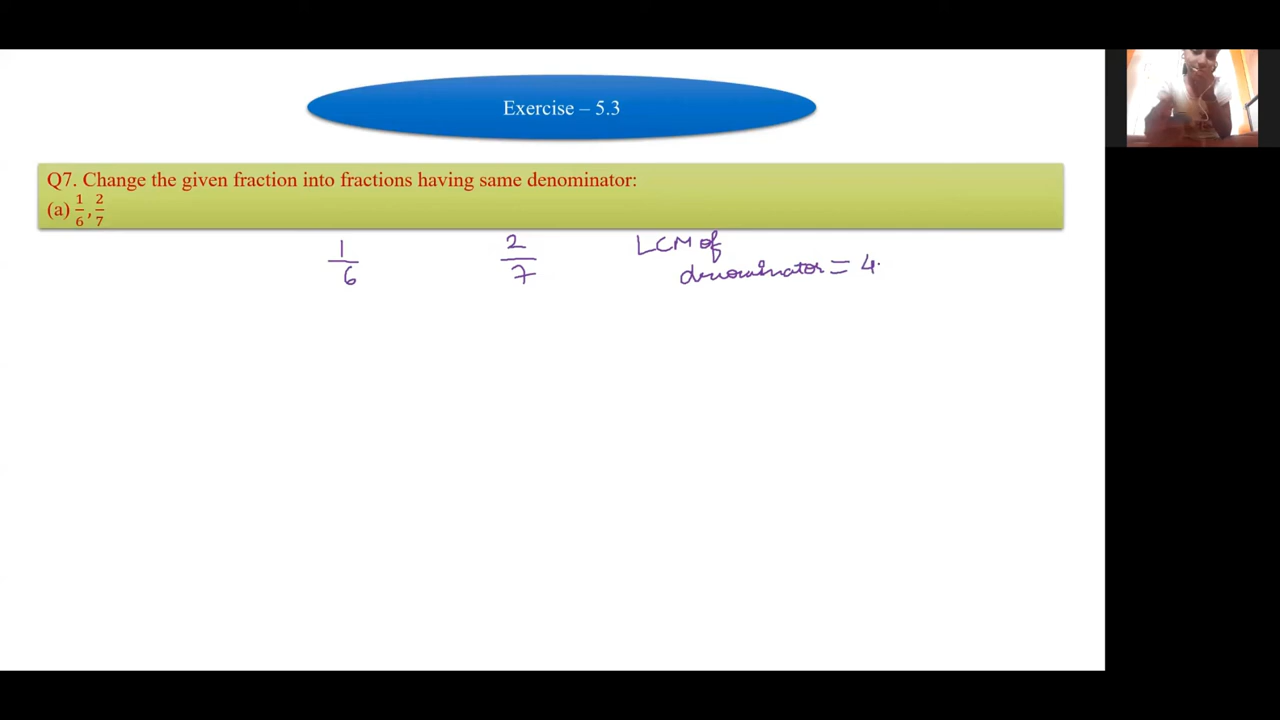 Exercise – 5.3
Q7. Change the given fraction into fractions having same denominator:
(a) 1/6, 2/7
1/6 2/7 LCM of
denominator = 4